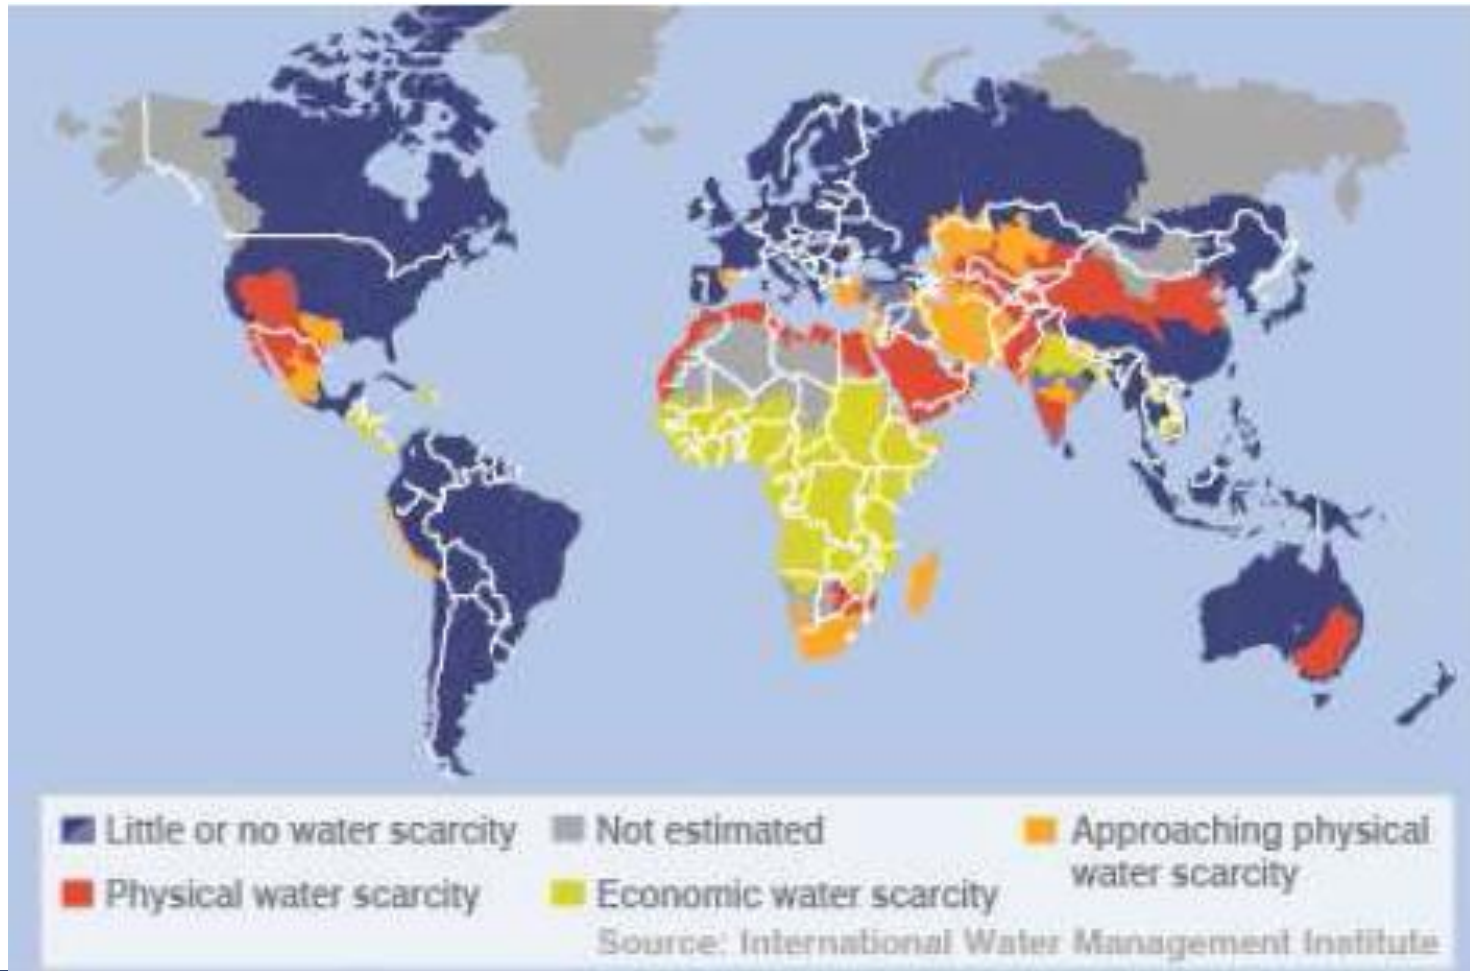 Little or no water scarcity
Not estimated
Approaching physical
water scarcity
Physical water scarcity
Economic water scarcity
Source: International Water Management Institute